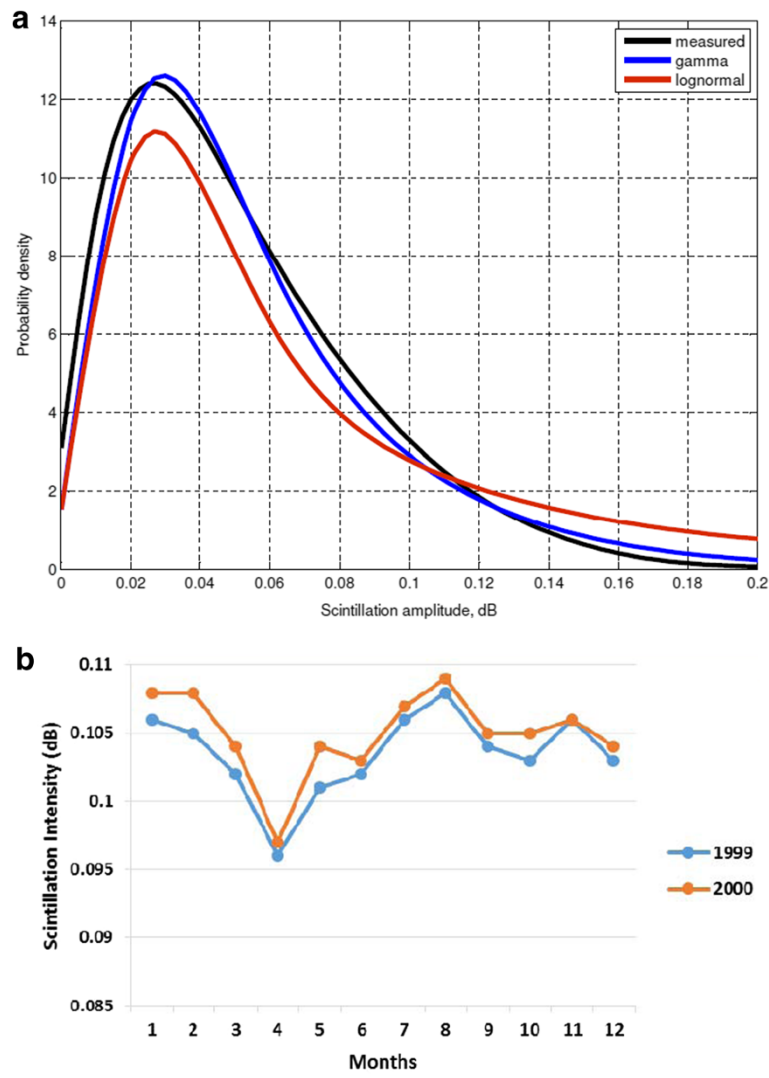 a
14
12
10
8
6
4
2
0
Probability density
measured
gamma
lognormal
0 0.02 0.04 0.06 0.08 0.1 0.12 0.14 0.16 0.18 0.2
Scintillation amplitude, dB
b
0.11
0.105
0.1
0.095
0.09
0.085
Scintillation Intensity (dB)
1999
2000
1 2 3 4 5 6 7 8 9 10 11 12
Months